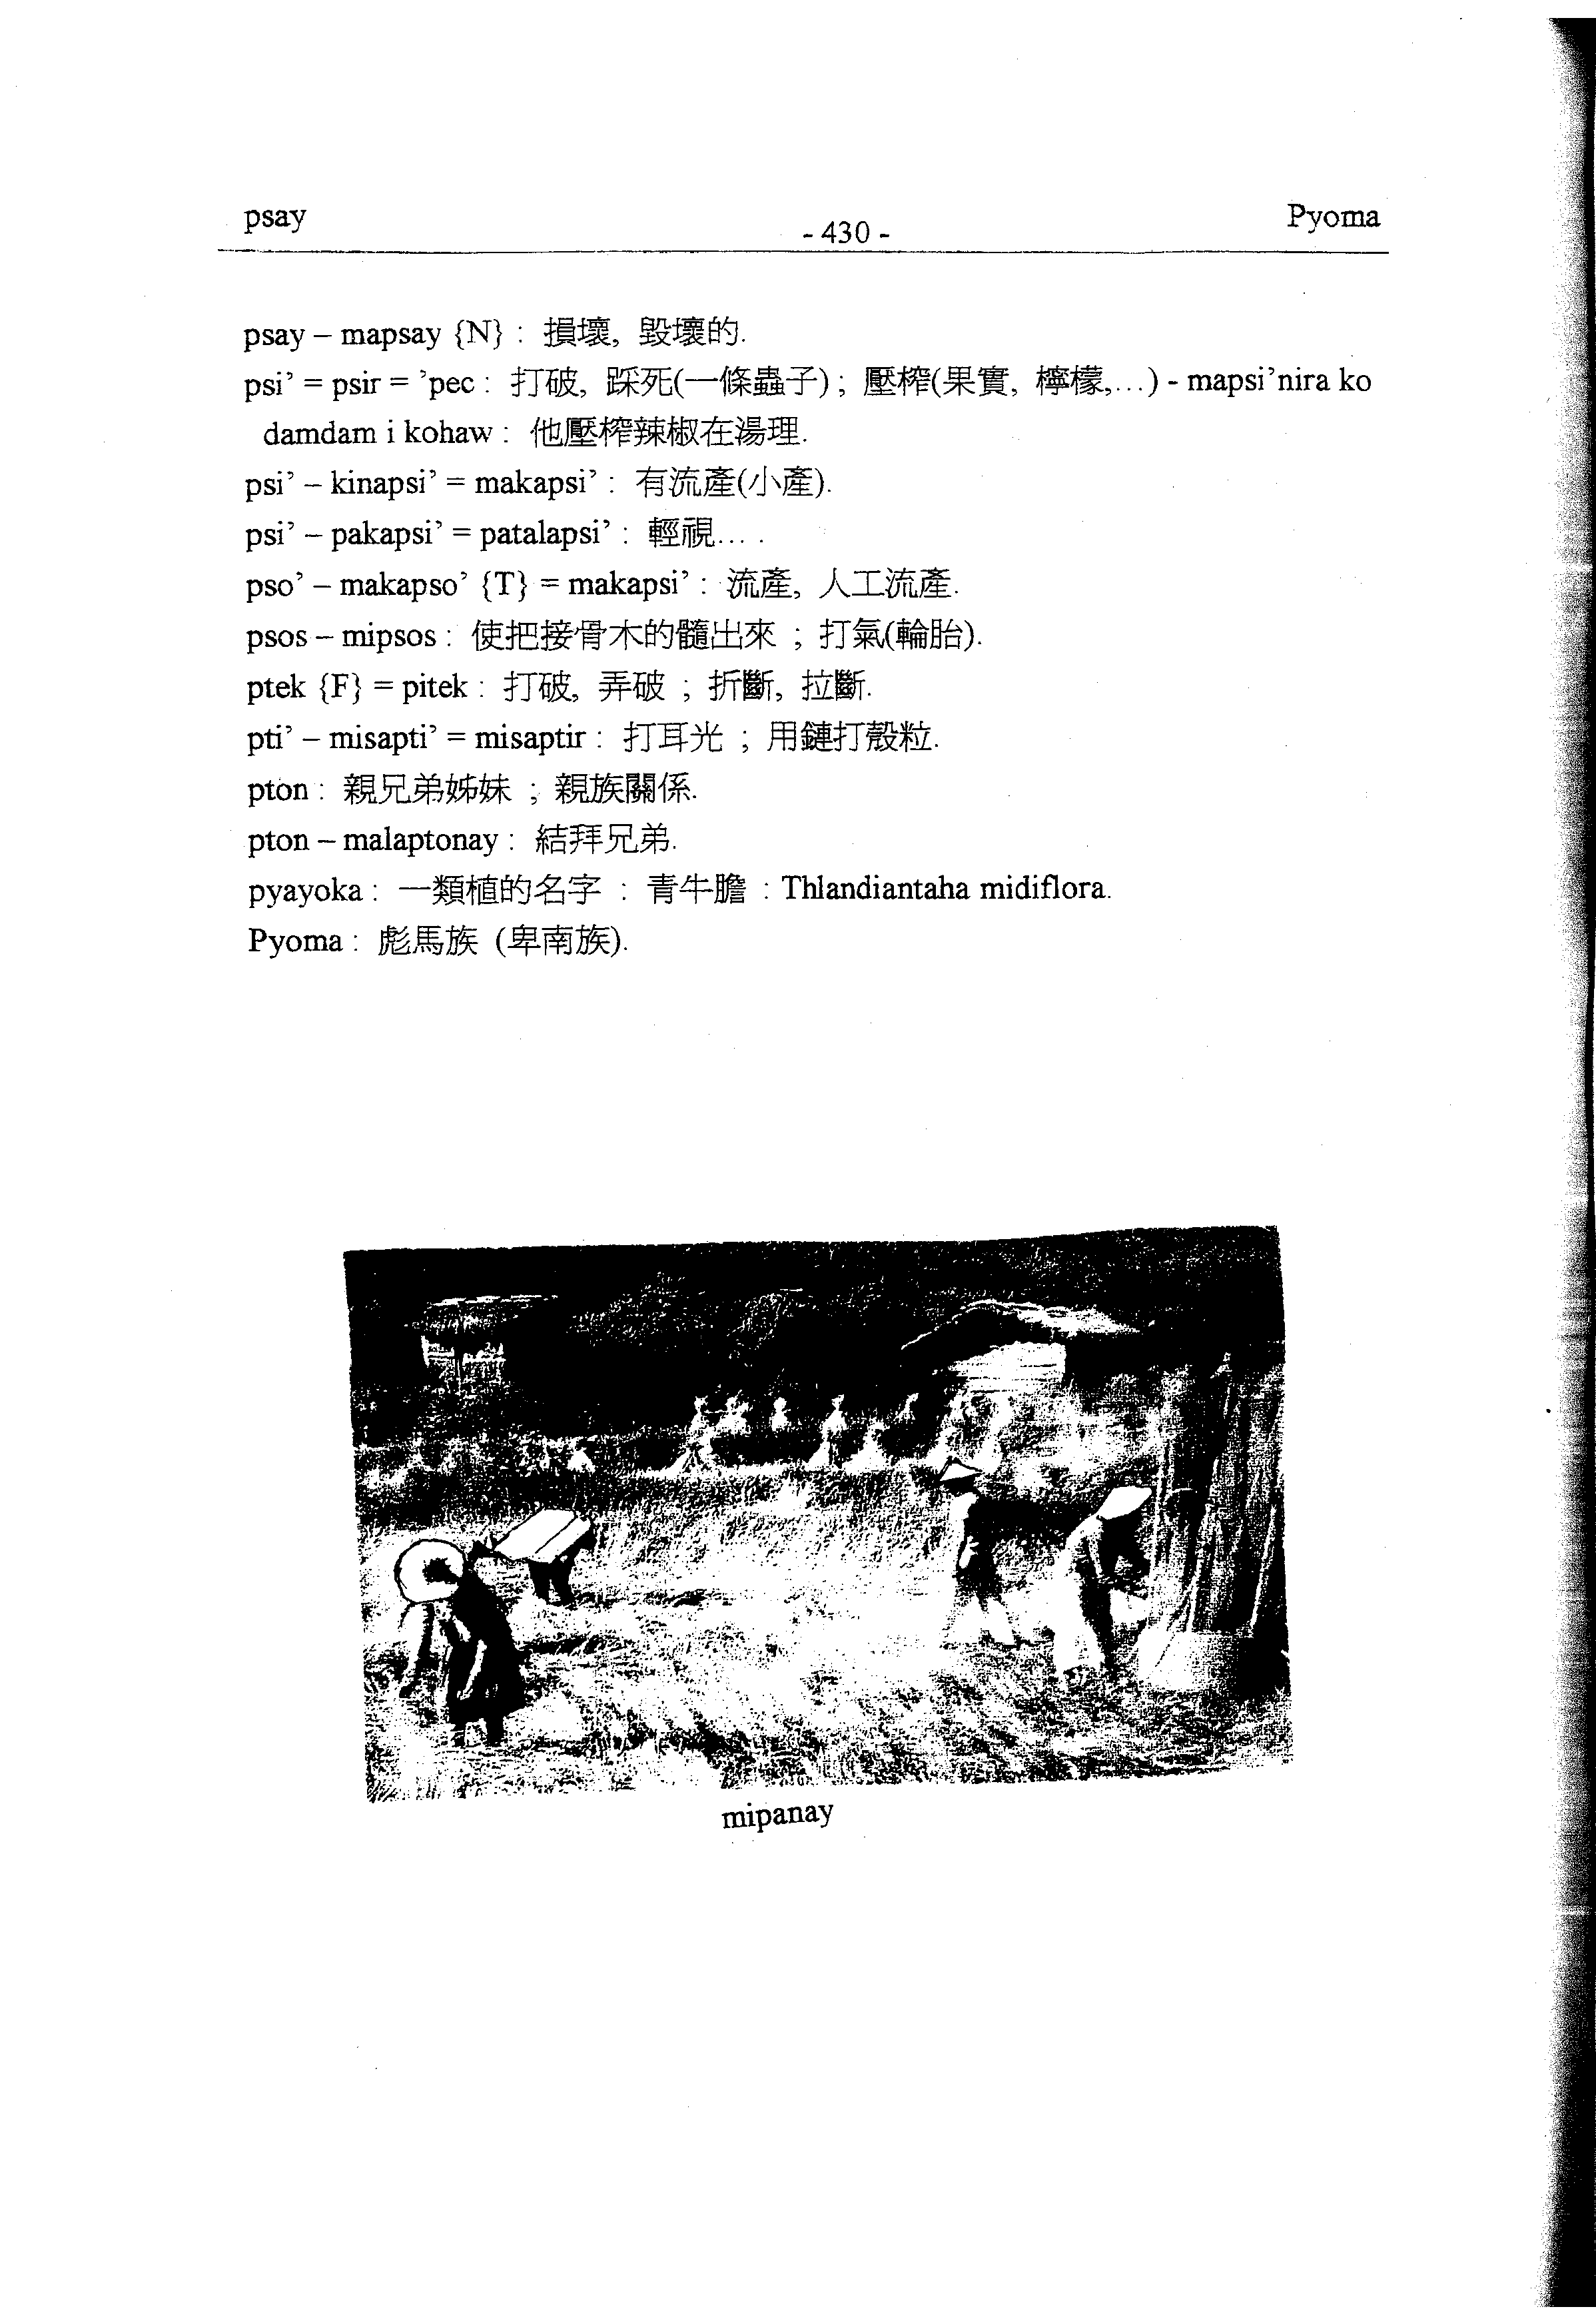 psay
- 430 -
Pyoma
psay – mapsay {N} : 損壞, 毀壞的.
psi’ = psir = ’pec : 打破, 踩死(一條蟲子) ; 壓榨(果實, 檸檬,...) - mapsi’nira ko
damdam i kohaw : 他壓榨辣椒在湯理.
psi’ – kinapsi’ = makapsi’ : 有流產(小產).
psi’ – pakapsi’ = patalapsi’ : 輕視... .
pso’ – makapso’ {T} = makapsi’ : 流產, 人工流產.
psos – mipsos : 使把接骨木的髓出來 ; 打氣(輪胎).
ptek {F} = pitek : 打破, 弄破 ; 折斷, 拉斷.
pti’ – misapti’ = misaptir : 打耳光 ; 用鏈打殼粒.
pton : 親兄弟姊妹 ; 親族關係.
pton – malaptonay : 結拜兄弟.
pyayoka : 一類植的名字 : 青牛膽 : Thlandiantaha midiflora.
Pyoma : 彪馬族 (卑南族).
mipanay